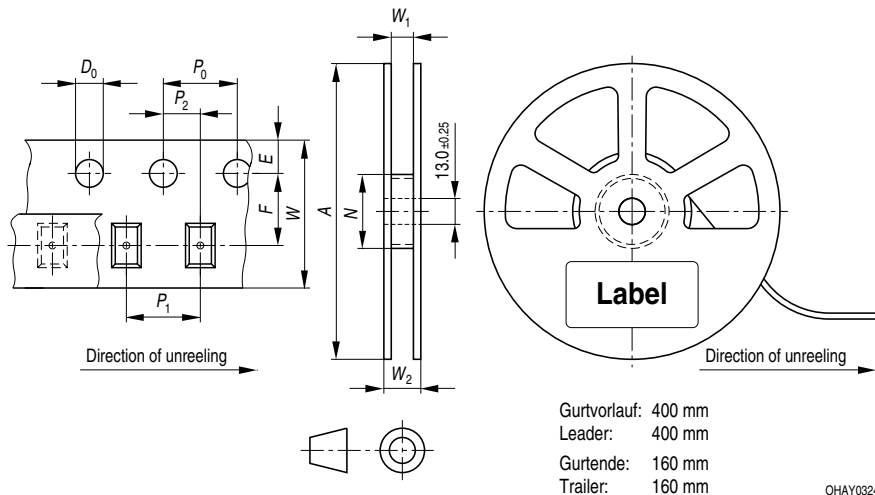 W1
D0
P0
P2
E
F
W
A
N
13.0 ±0.25
Label
P1
W2
Direction of unreeling
Direction of unreeling
Gurtvorlauf: 400 mm
Leader: 400 mm
Gurtende: 160 mm
Trailer: 160 mm